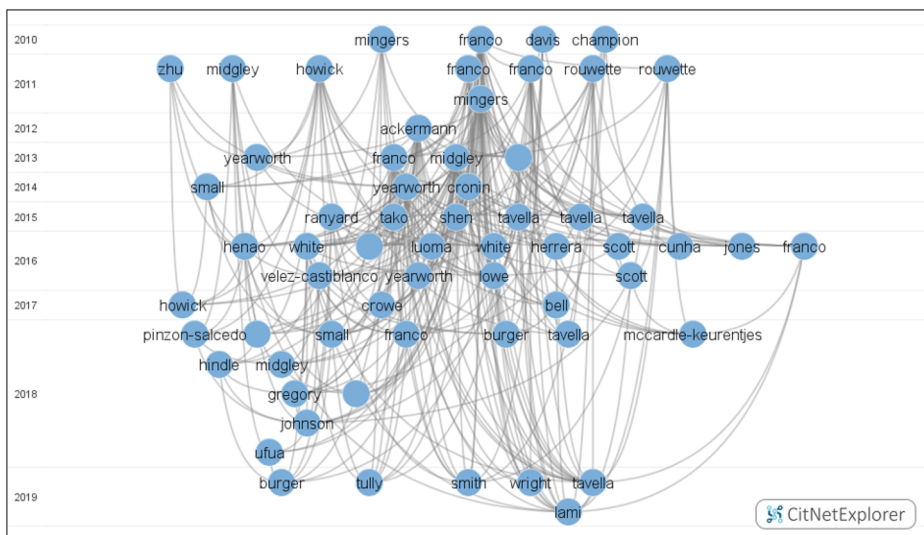 2010
mingers franco davis champion
zhu midgley howick franco franco rouwette rouwette
2011
mingers
2012
ackermann
2013
yearworth franco midgley
2014
small yearworth cronin
2015
ranyard tako shen tavella tavella tavella
henao white lluoma white herrera scott cunha jones franco
2016
velez-castiblanco yearworth lowe scott
2017
howick crowe bell
pinzon-salcedo small franco burger tavella mccardle-keurentjes
hindle midgley
2018
gregory
johnson
ufua
burger tully smith wright tavella
2019
lami
CitNetExplorer